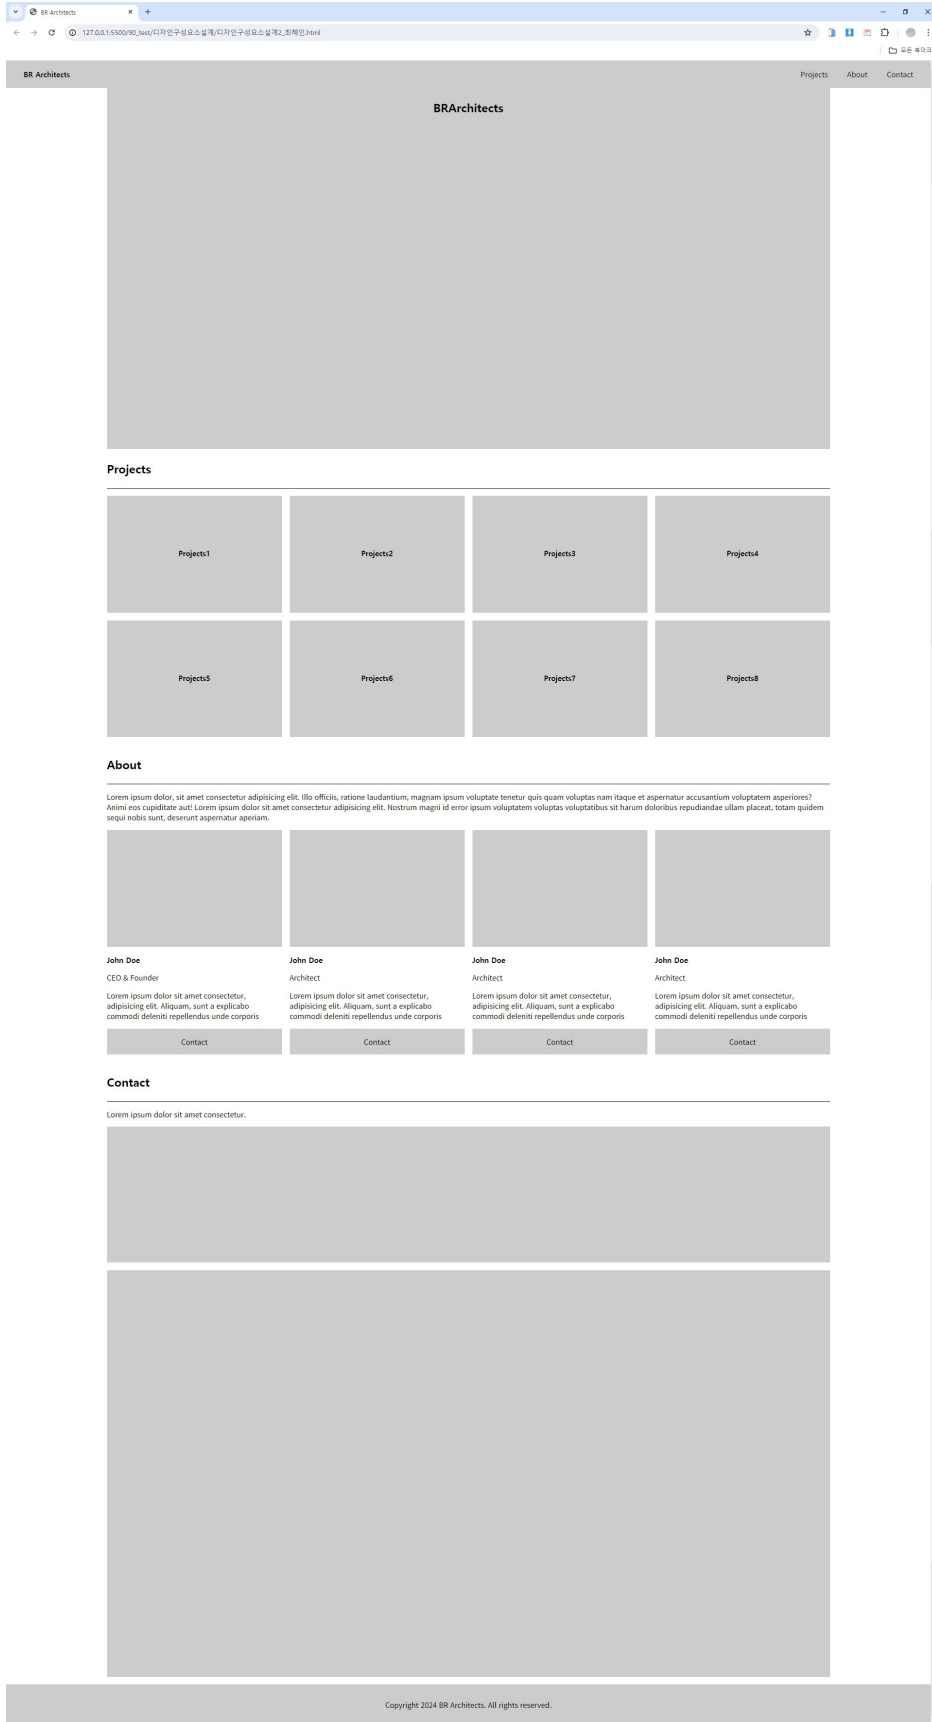 BR Architects
127.0.0.1:5500/90_test/디자인구성요소설계/디자인구성요소설계2_최혜인.html
모든 북마크
BR Architects
Projects About Contact
BRArchitects
Projects
Projects1 Projects2 Projects3 Projects4
Projects5 Projects6 Projects7 Projects8
About
Lorem ipsum dolor, sit amet consectetur adipisicing elit. Illo officiis, ratione laudantium, magnam ipsum voluptate tenetur quis quam voluptas nam itaque et aspernatur accusantium voluptatem asperiores?
Animi eos cupiditate aut! Lorem ipsum dolor sit amet consectetur adipisicing elit. Nostrum magni id error ipsum voluptatem voluptas voluptatibus sit harum doloribus repudiandae ullam placeat, totam quidem
sequi nobis sunt, deserunt aspernatur aperiam.
John Doe
CEO & Founder
Lorem ipsum dolor sit amet consectetur,
adipisicing elit. Aliquam, sunt a explicabo
commodi deleniti repellendus unde corporis
Contact
John Doe
Architect
Lorem ipsum dolor sit amet consectetur,
adipisicing elit. Aliquam, sunt a explicabo
commodi deleniti repellendus unde corporis
Contact
John Doe
Architect
Lorem ipsum dolor sit amet consectetur,
adipisicing elit. Aliquam, sunt a explicabo
commodi deleniti repellendus unde corporis
Contact
John Doe
Architect
Lorem ipsum dolor sit amet consectetur,
adipisicing elit. Aliquam, sunt a explicabo
commodi deleniti repellendus unde corporis
Contact
Contact
Lorem ipsum dolor sit amet consectetur.
Copyright 2024 BR Architects. All rights reserved.